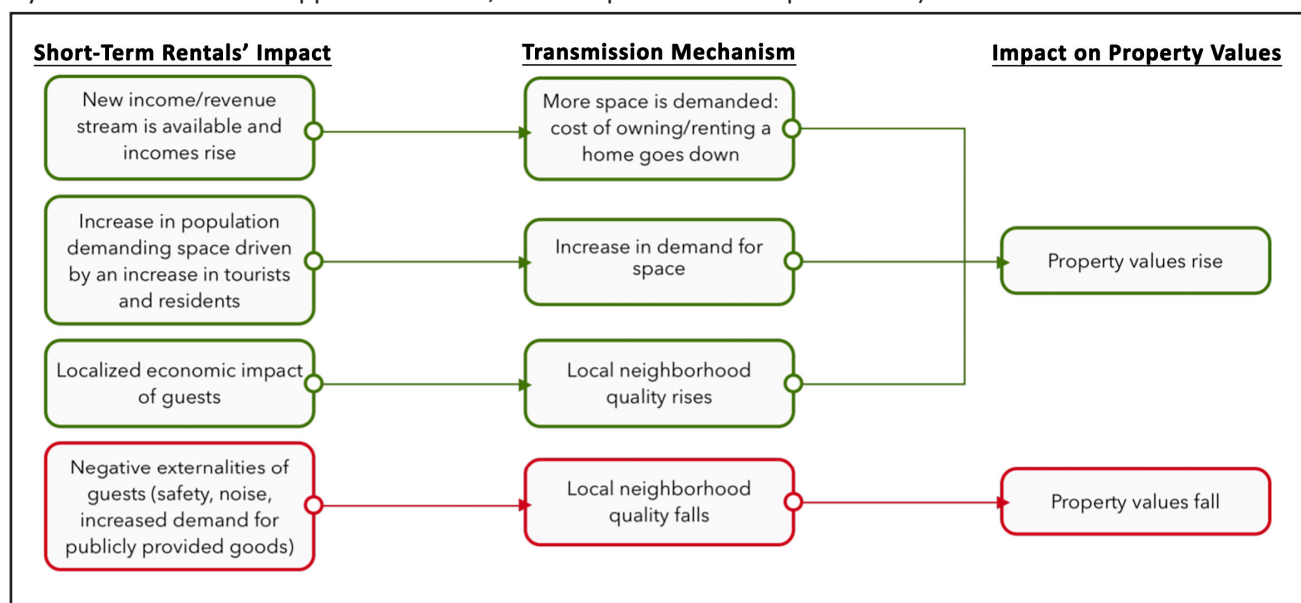 Short-Term Rentals' Impact
Transmission Mechanism
Impact on Property Values
New income/revenue
stream is available and
incomes rise
More space is demanded:
cost of owning/renting a
home goes down
Increase in population
demanding space driven
by an increase in tourists
and residents
Increase in demand for
space
Property values rise
Localized economic impact
of guests
Local neighborhood
quality rises
Negative externalities of
guests (safety, noise,
increased demand for
publicly provided goods)
Local neighborhood
quality falls
Property values fall